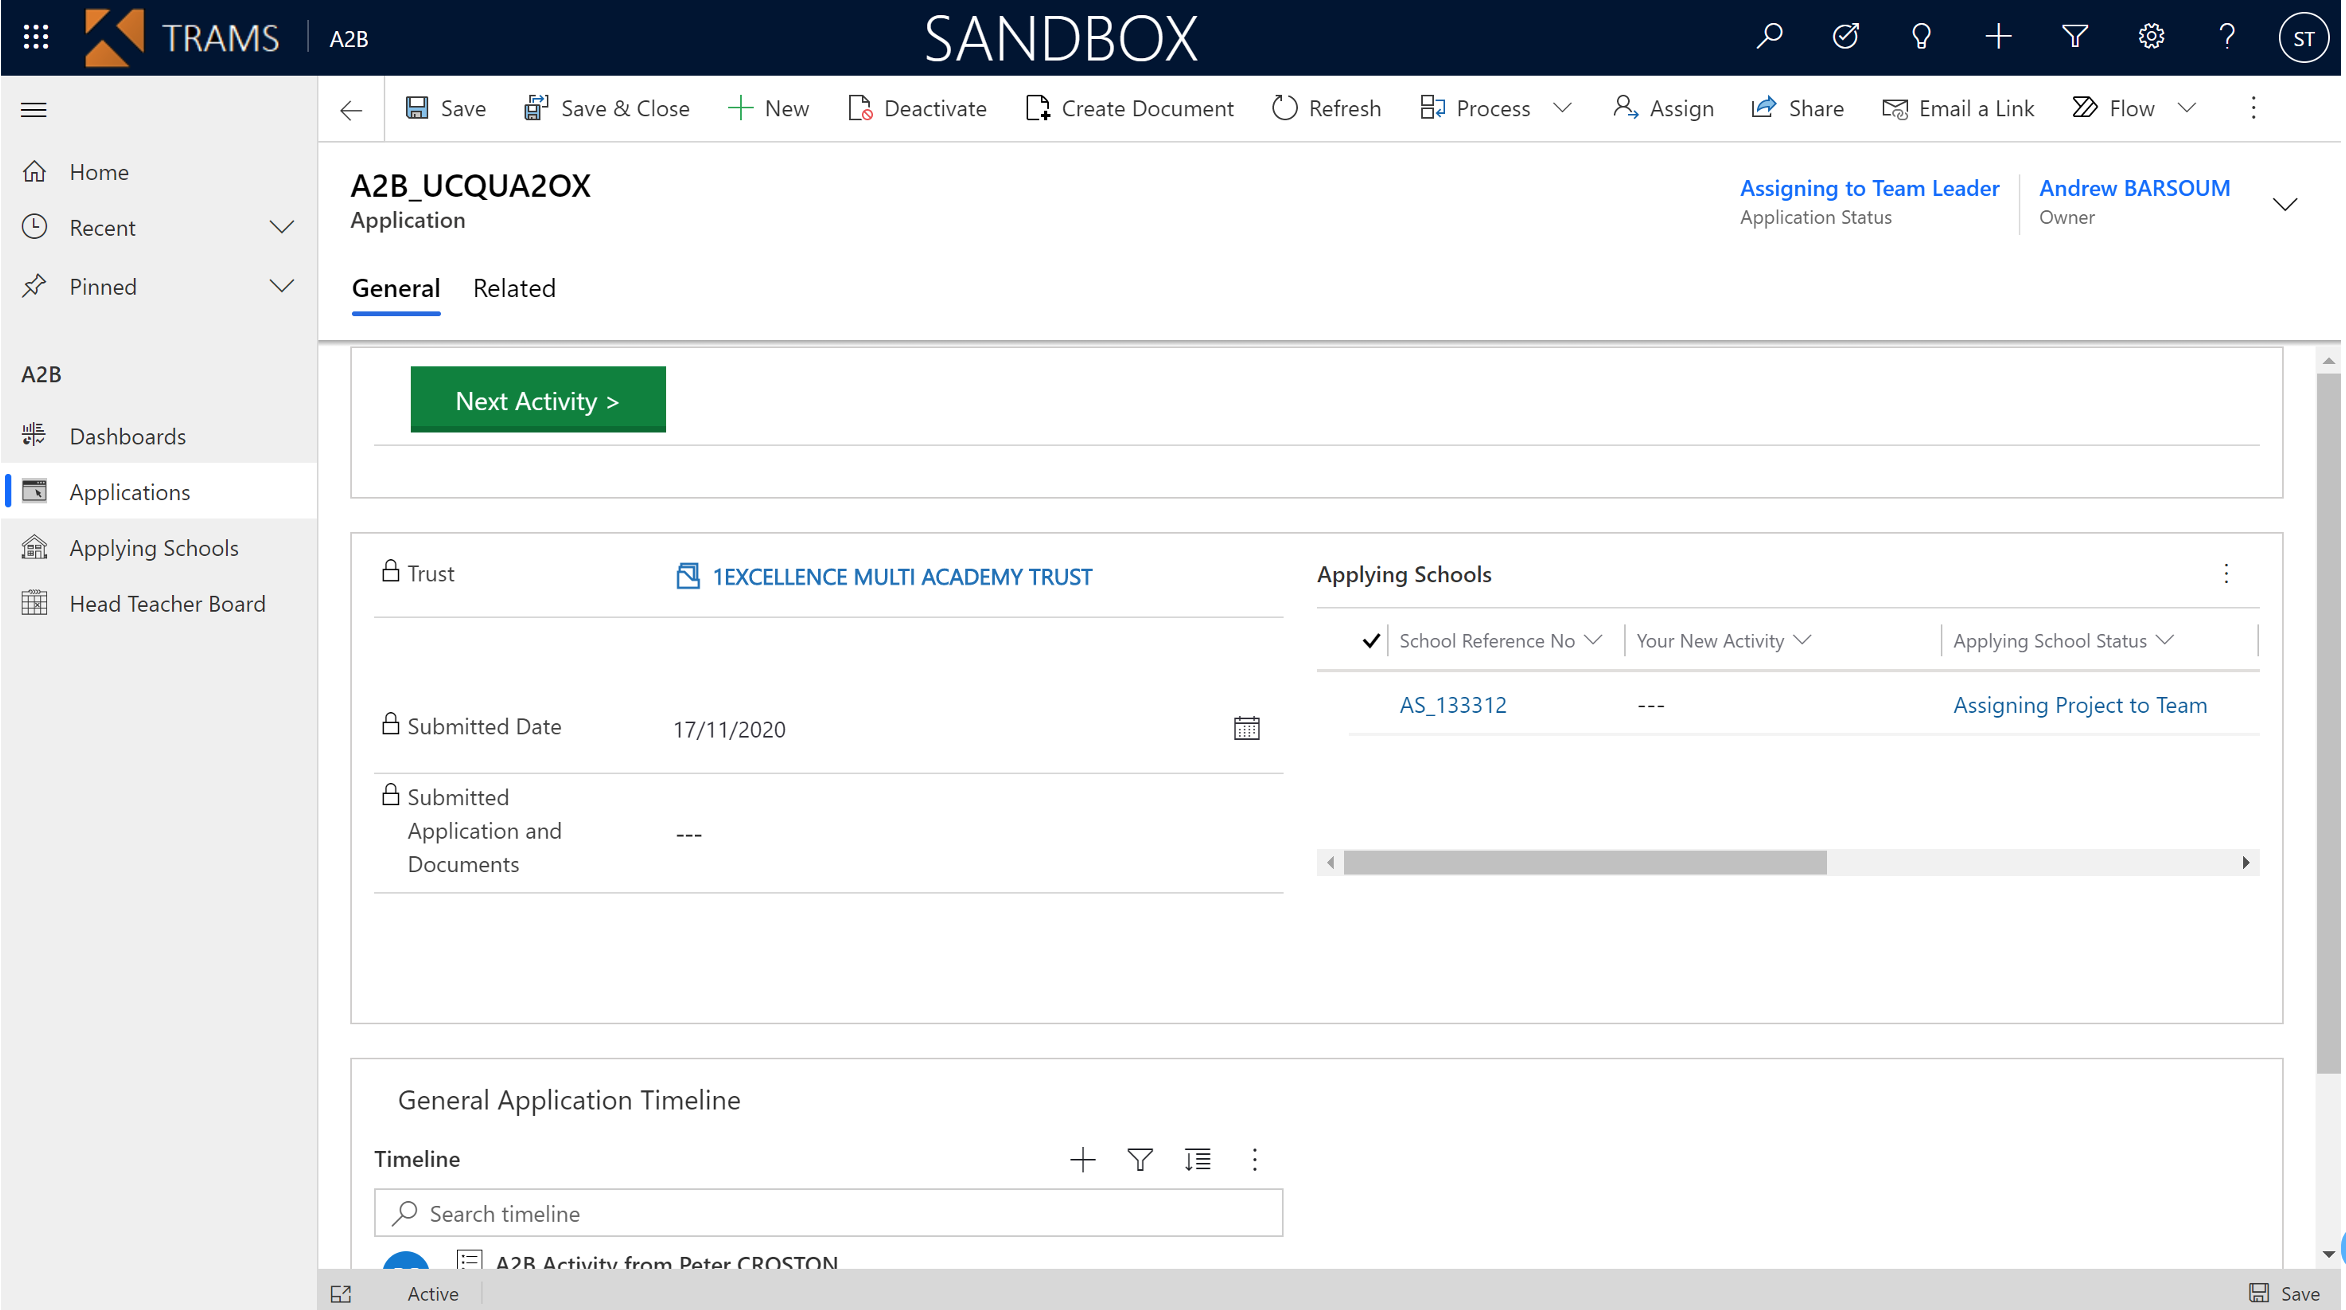 TRAMS
A2B
SANDBOX
?
ST
Save
Save & Close
New
Deactivate
Create Document
Refresh
Process
Assign
Share
Email a Link
Flow
Home
Recent
Pinned
A2B
Dashboards
Applications
Applying Schools
Head Teacher Board
A2B_UCQUA2OX
Application
Assigning to Team Leader
Application Status
Andrew BARSOUM
Owner
General
Related
Next Activity >
Trust
1EXCELLENCE MULTI ACADEMY TRUST
Submitted Date
17/11/2020
Submitted
Application and
Documents
---
Applying Schools
School Reference No
Your New Activity
Applying School Status
AS_133312
---
Assigning Project to Team
General Application Timeline
Timeline
Search timeline
A2B Activity from Peter CROSTON
Active
Save